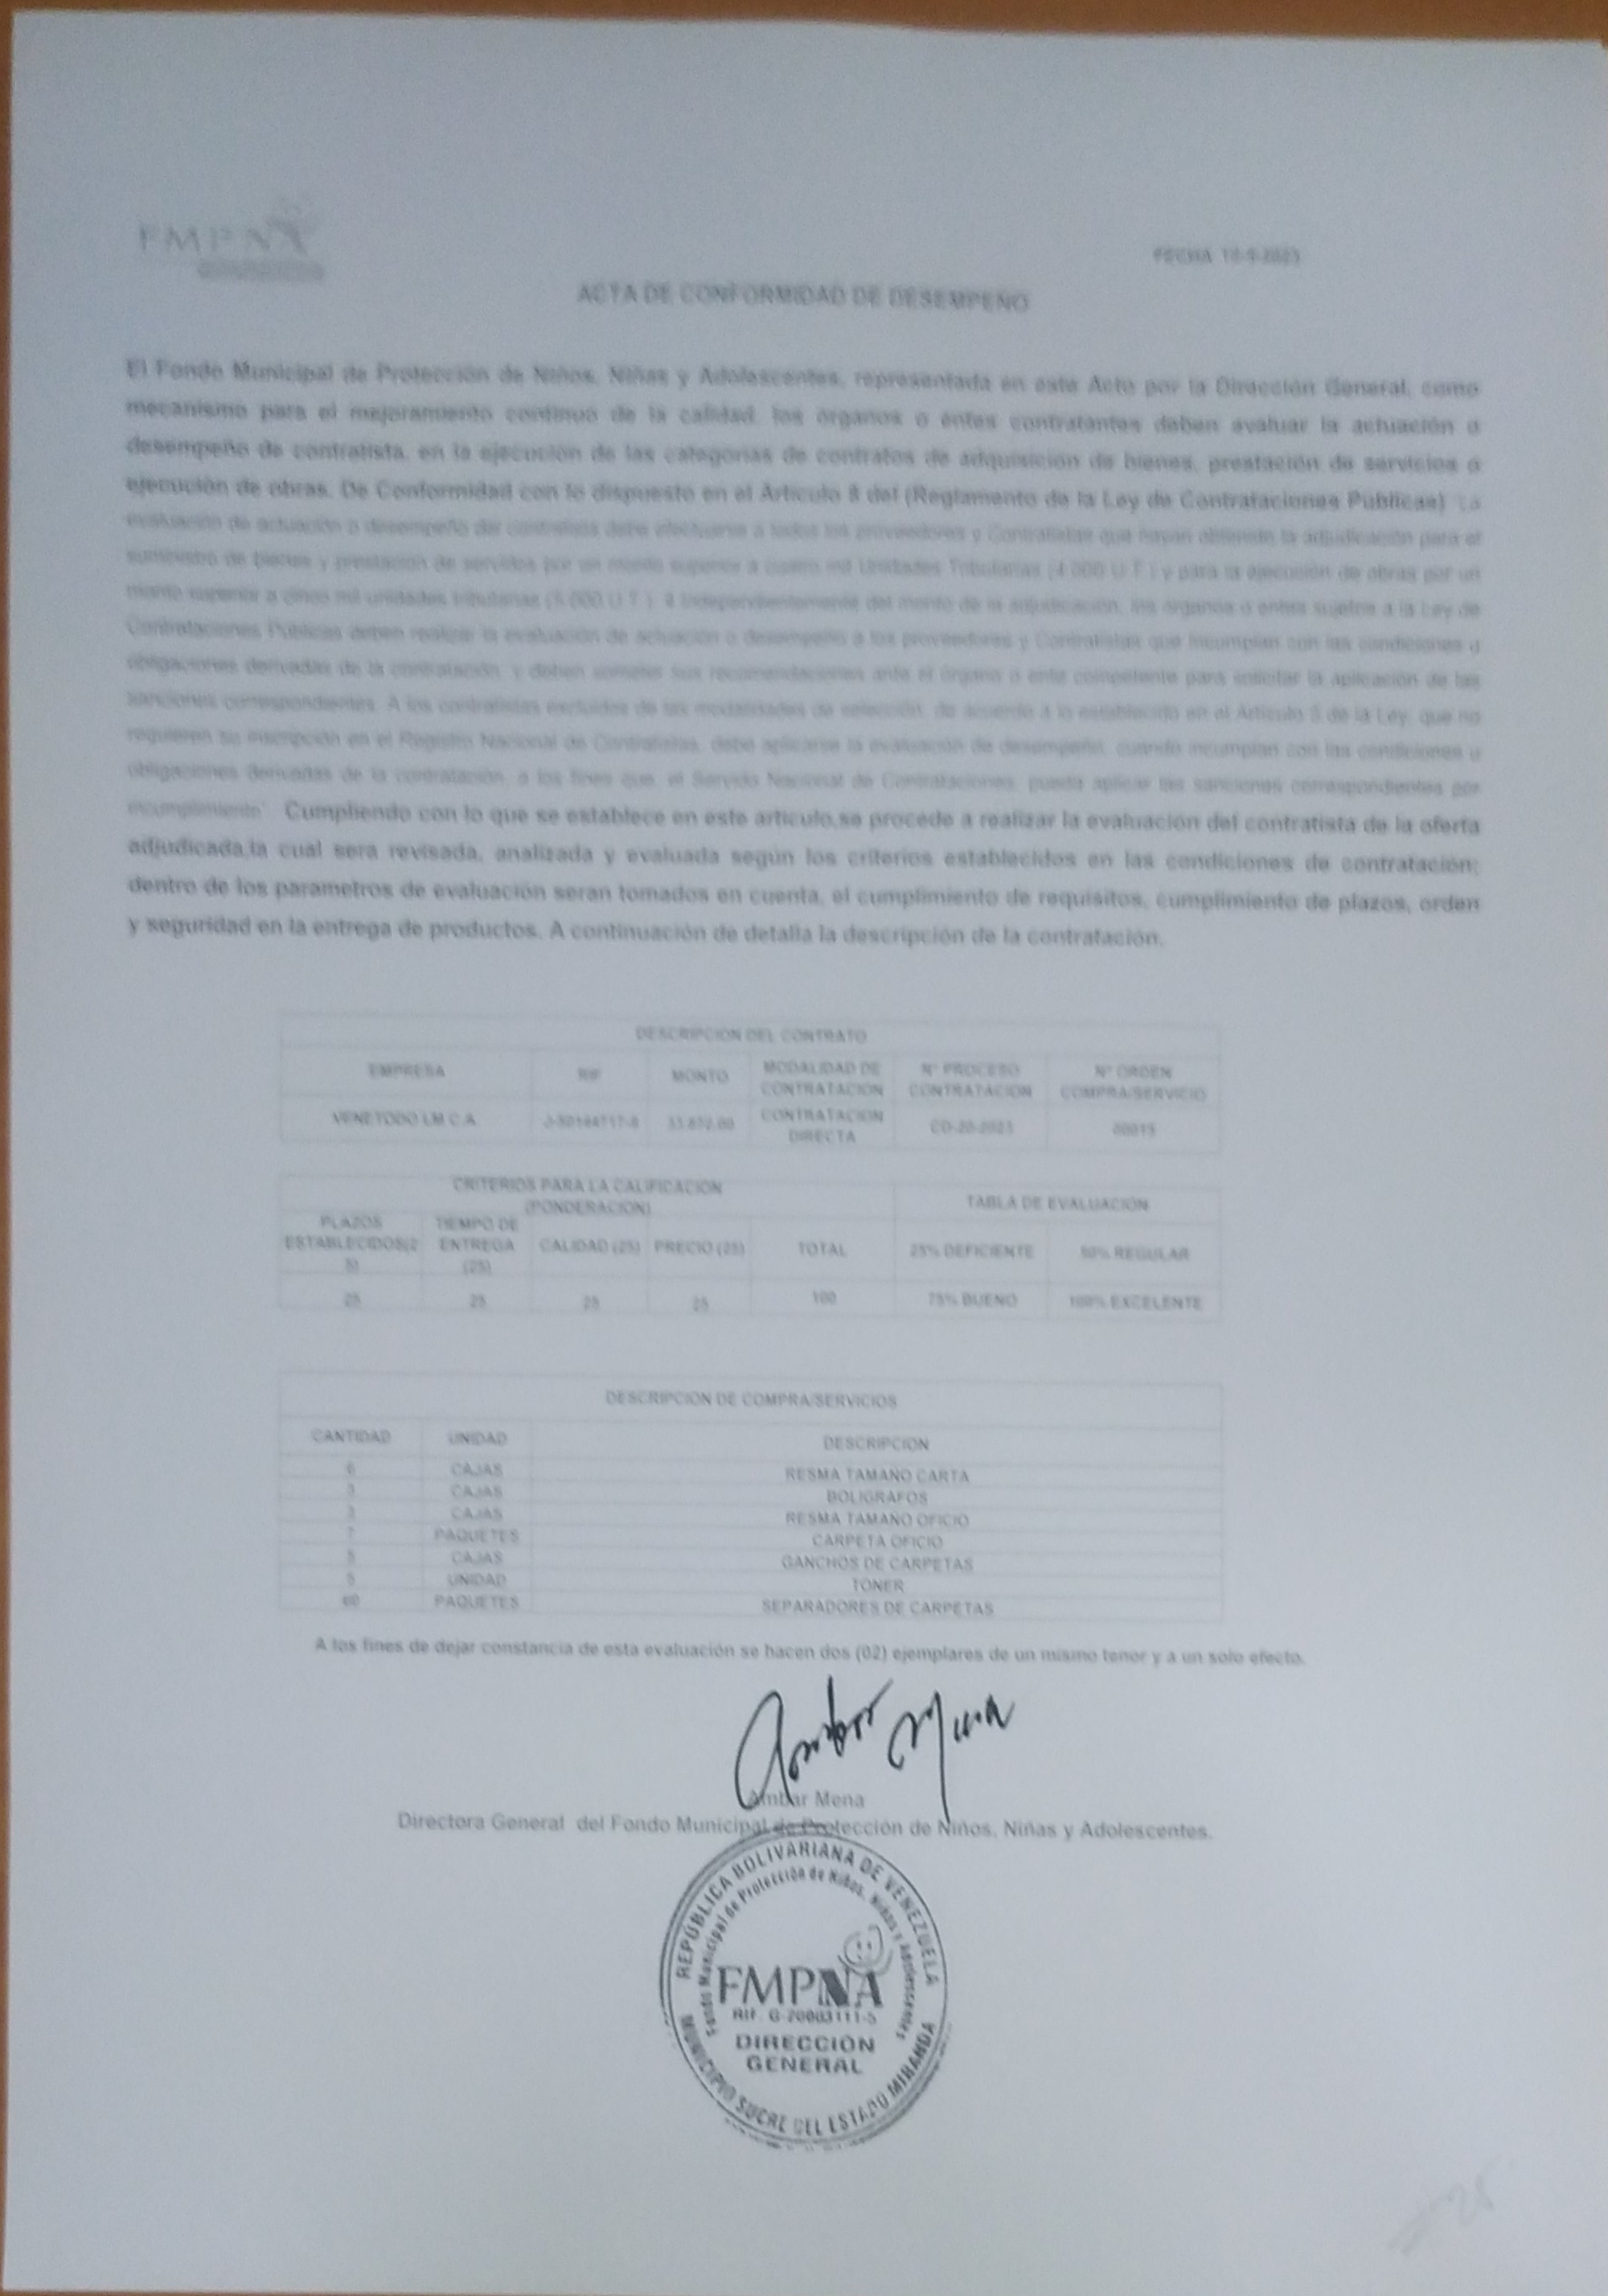 FMPNA
FECHA
ACTA DE CONFORMIDAD DE DESEMPEÑO
El Fondo Municipal de Protección de Niños, Niñas y Adolescentes, representada en este Acto por la Dirección General, como
mecanismo para el mejoramiento continuo de la calidad, los órganos o entes contratantes deben evaluar la actuación o
desempeño de contratista, en la ejecución de las categorias de contratos de adquisición de bienes, prestación de servicios o
ejecución de obras. De Conformidad con lo dispuesto en el Articulo 8 del (Reglamento de la Ley de Contrataciones Publicas) La
evaluación de actuación o desempeño del contratista debe efectuarse a todos los proveedores y Contratistas que hayan obtenido la adjudicación para el
suministro de bienes y prestación de servicios por un monto superior a cuatro mil Unidades Tributarias (4.000 U.T.) y para la ejecución de obras por un
monto superior a cinco mil unidades tributarias (5.000 U.T.). Independientemente del monto de la adjudicación, los órganos o entes sujetos a la Ley de
Contrataciones Públicas deben realizar la evaluación de actuación o desempeño a los proveedores y Contratistas que incumplan con las condiciones u
obligaciones derivadas de la contratación, y deben someter sus recomendaciones ante el órgano o ente competente para solicitar la aplicación de las
sanciones correspondientes. A los contratistas excluidos de las modalidades de selección, de acuerdo a lo establecido en el Artículo 5 de la Ley, que no
requieren su inscripción en el Registro Nacional de Contratistas, debe aplicarse la evaluación de desempeño, cuando incumplan con las condiciones u
obligaciones derivadas de la contratación, a los fines que, el Servicio Nacional de Contrataciones, pueda aplicar las sanciones correspondientes por
incumplimiento". Cumpliendo con lo que se establece en este articulo,se procede a realizar la evaluación del contratista de la oferta
adjudicada,la cual sera revisada, analizada y evaluada según los criterios establecidos en las condiciones de contratación;
dentro de los parametros de evaluación seran tomados en cuenta, el cumplimiento de requisitos, cumplimiento de plazos, orden
y seguridad en la entrega de productos. A continuación de detalla la descripción de la contratación.
DESCRIPCION DEL CONTRATO
EMPRESA RIF MONTO MODALIDAD DE CONTRATACION N° PROCESO CONTRATACION N° ORDEN COMPRA/SERVICIO
VENETODO LM C.A CONTRATACION DIRECTA CD-20-2023 00015
CRITERIOS PARA LA CALIFICACION (PONDERACION) TABLA DE EVALUACIÓN
PLAZOS ESTABLECIDOS(25) TIEMPO DE ENTREGA (25) CALIDAD (25) PRECIO (25) TOTAL 25% DEFICIENTE 50% REGULAR
25 25 25 25 100 75% BUENO 100% EXCELENTE
DESCRIPCION DE COMPRA/SERVICIOS
CANTIDAD UNIDAD DESCRIPCION
6 CAJAS RESMA TAMAÑO CARTA
3 CAJAS BOLIGRAFOS
CAJAS RESMA TAMAÑO OFICIO
PAQUETES CARPETA OFICIO
5 CAJAS GANCHOS DE CARPETAS
UNIDAD TONER
60 PAQUETES SEPARADORES DE CARPETAS
A los fines de dejar constancia de esta evaluación se hacen dos (02) ejemplares de un mismo tenor y a un solo efecto.
Ambar Mena
Ambar Mena
Directora General del Fondo Municipal de Protección de Niños, Niñas y Adolescentes.
REPÚBLICA BOLIVARIANA DE VENEZUELA
Fondo Municipal de Protección de Niños, Niñas y Adolescentes
FMPNA
RIF. G-20003111-5
DIRECCIÓN
GENERAL
MUNICIPIO SUCRE DEL ESTADO MIRANDA